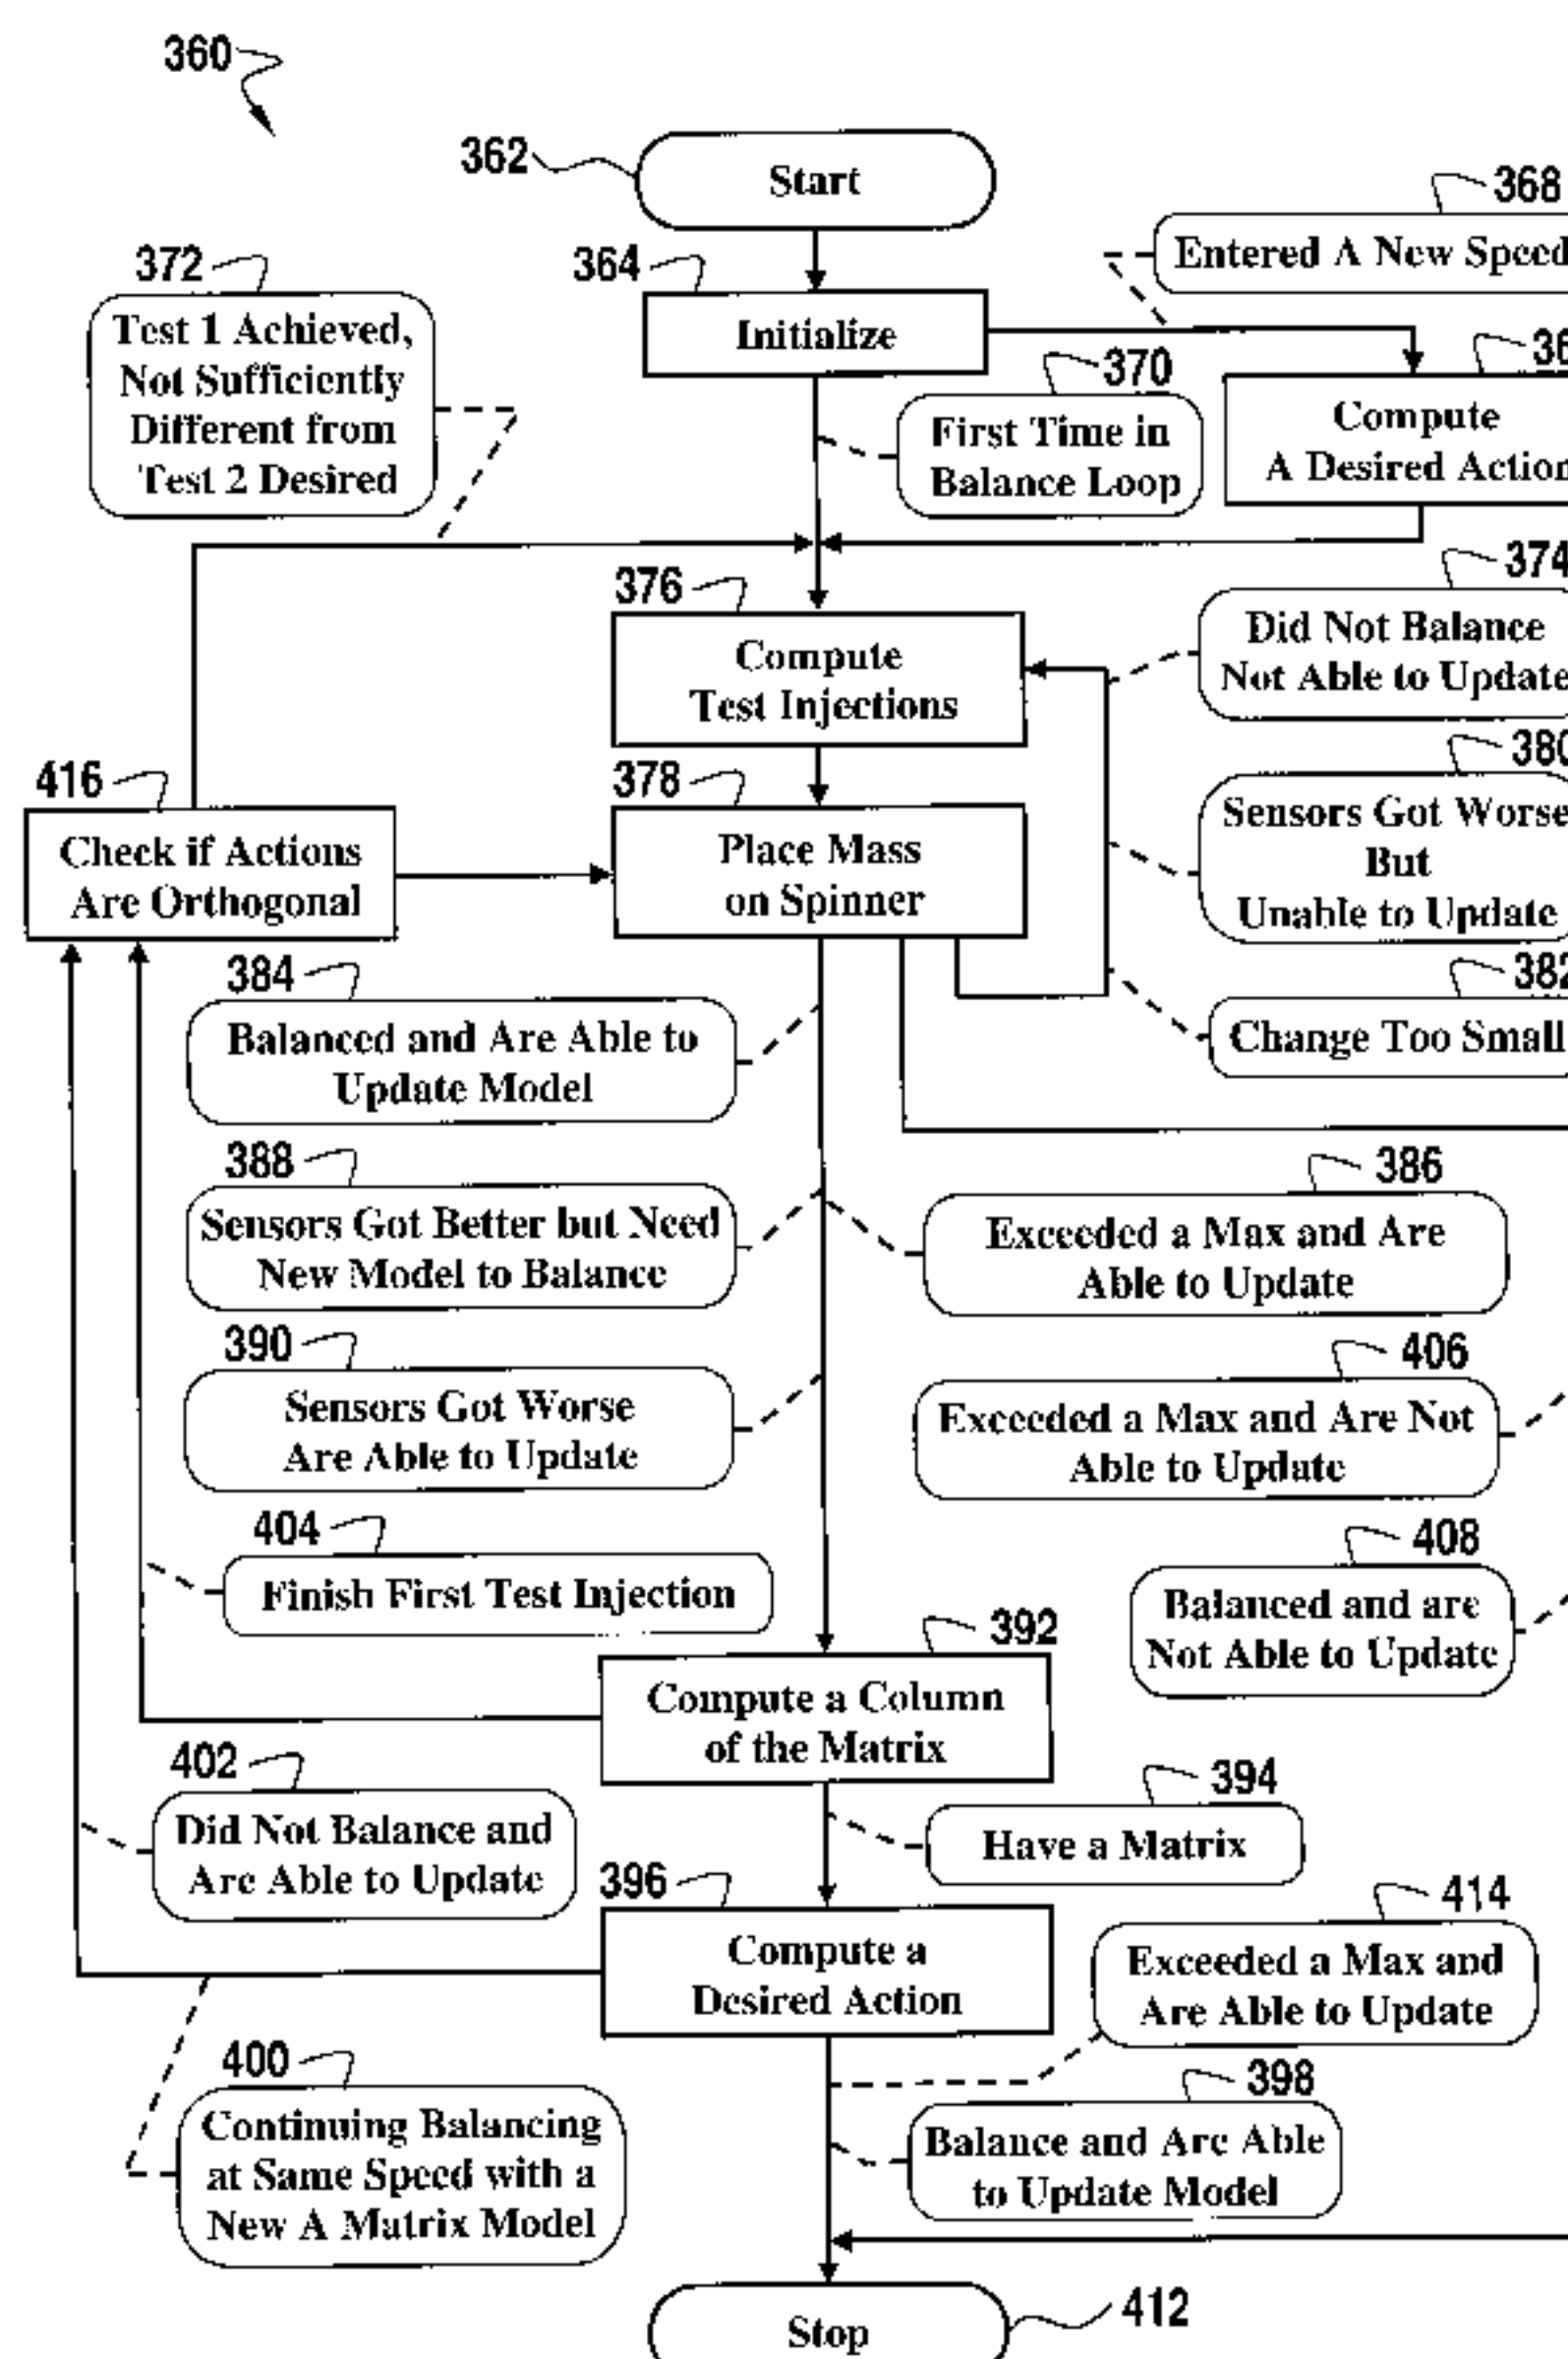 360
362
Start
368
Entered A New Speed
372
Test 1 Achieved,
Not Sufficiently
Different from
Test 2 Desired
364
Initialize
370
First Time in
Balance Loop
Compute
A Desired Action
374
Did Not Balance
Not Able to Update
376
Compute
Test Injections
380
Sensors Got Worse
But
Unable to Update
416
Check if Actions
Are Orthogonal
378
Place Mass
on Spinner
382
Change Too Small
384
Balanced and Are Able to
Update Model
388
Sensors Got Better but Need
New Model to Balance
386
Exceeded a Max and Are
Able to Update
390
Sensors Got Worse
Are Able to Update
406
Exceeded a Max and Are Not
Able to Update
404
Finish First Test Injection
408
Balanced and are
Not Able to Update
392
Compute a Column
of the Matrix
402
Did Not Balance and
Are Able to Update
394
Have a Matrix
396
Compute a
Desired Action
414
Exceeded a Max and
Are Able to Update
400
Continuing Balancing
at Same Speed with a
New A Matrix Model
398
Balance and Are Able
to Update Model
Stop
412